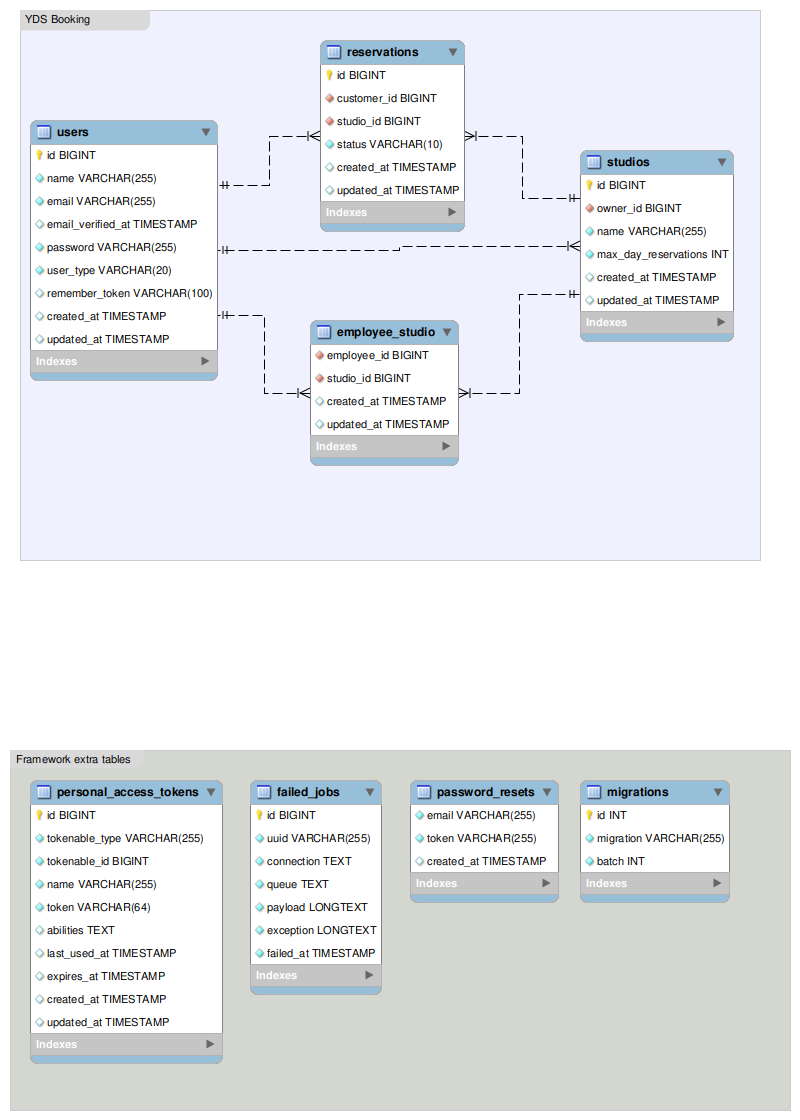 YDS Booking
reservations
id BIGINT
customer_id BIGINT
studio_id BIGINT
status VARCHAR(10)
created_at TIMESTAMP
updated_at TIMESTAMP
Indexes
users
id BIGINT
name VARCHAR(255)
email VARCHAR(255)
email_verified_at TIMESTAMP
password VARCHAR(255)
user_type VARCHAR(20)
remember_token VARCHAR(100)
created_at TIMESTAMP
updated_at TIMESTAMP
Indexes
studios
id BIGINT
owner_id BIGINT
name VARCHAR(255)
max_day_reservations INT
created_at TIMESTAMP
updated_at TIMESTAMP
Indexes
employee_studio
employee_id BIGINT
studio_id BIGINT
created_at TIMESTAMP
updated_at TIMESTAMP
Indexes
Framework extra tables
personal_access_tokens
id BIGINT
tokenable_type VARCHAR(255)
tokenable_id BIGINT
name VARCHAR(255)
token VARCHAR(64)
abilities TEXT
last_used_at TIMESTAMP
expires_at TIMESTAMP
created_at TIMESTAMP
updated_at TIMESTAMP
Indexes
failed_jobs
id BIGINT
uuid VARCHAR(255)
connection TEXT
queue TEXT
payload LONGTEXT
exception LONGTEXT
failed_at TIMESTAMP
Indexes
password_resets
email VARCHAR(255)
token VARCHAR(255)
created_at TIMESTAMP
Indexes
migrations
id INT
migration VARCHAR(255)
batch INT
Indexes